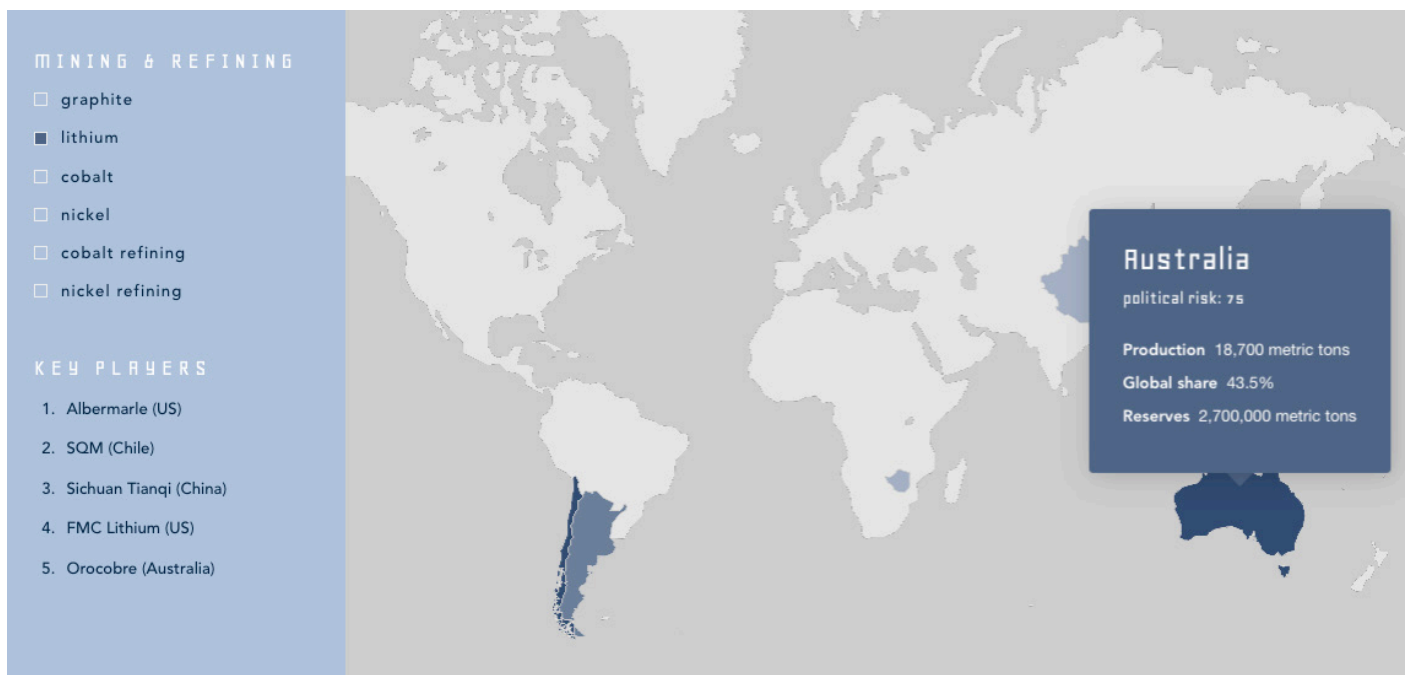 MINING & REFINING
graphite
lithium
cobalt
nickel
cobalt refining
nickel refining
KEY PLAYERS
1. Albermarle (US)
2. SQM (Chile)
3. Sichuan Tianqi (China)
4. FMC Lithium (US)
5. Orocobre (Australia)
Australia
political risk: 75
Production 18,700 metric tons
Global share 43.5%
Reserves 2,700,000 metric tons